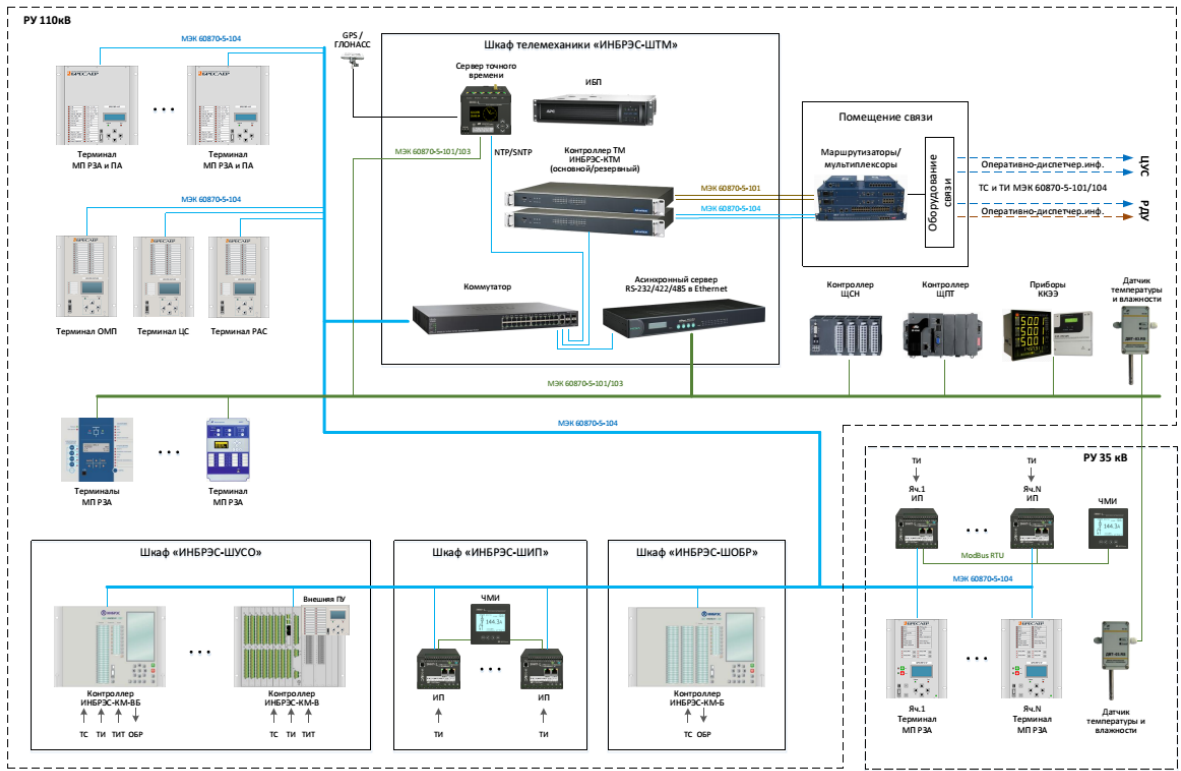 РУ 110кВ
МЭК 60870-5-104
БРЕСЛЕР
БРЕСЛЕР
Терминал
МП РЗА и ПА
Терминал
МП РЗА и ПА
GPS /
ГЛОНАСС
Шкаф телемеханики «ИНБРЭС-ШТМ»
Сервер точного
времени
ИБП
МЭК 60870-5-101/103
NTP/SNTP
Контроллер ТМ
ИНБРЭС-КТМ
(основной/резервный)
МЭК 60870-5-101
МЭК 60870-5-104
Помещение связи
Маршрутизаторы/
мультиплексоры
Оборудование
связи
Оперативно-диспетчер.инф.
ТС и ТИ МЭК 60870-5-101/104
Оперативно-диспетчер.инф.
ЦУС
РДУ
МЭК 60870-5-104
Терминал ОМП
Терминал ЦС
Терминал РАС
Коммутатор
Асинхронный сервер
RS-232/422/485 в Ethernet
Контроллер
ЩСН
Контроллер
ЩПТ
Приборы
ККЭЭ
Датчик
температуры
и влажности
МЭК 60870-5-101/103
МЭК 60870-5-104
Терминалы
МП РЗА
Терминал
МП РЗА
РУ 35 кВ
ТИ
ТИ
Яч.1
ИП
Яч.N
ИП
ЧМИ
ModBus RTU
МЭК 60870-5-104
БРЕСЛЕР
БРЕСЛЕР
Яч.1
Терминал
МП РЗА
Яч.N
Терминал
МП РЗА
Датчик
температуры и
влажности
Шкаф «ИНБРЭС-ШУСО»
Внешняя ПУ
Контроллер
ИНБРЭС-КМ-ВБ
ТС ТИ ТИТ ОБР
Контроллер
ИНБРЭС-КМ-В
ТС ТИ ТИТ
Шкаф «ИНБРЭС-ШИП»
ЧМИ
144.1
ИП
ИП
ТИ
ТИ
Шкаф «ИНБРЭС-ШОБР»
Контроллер
ИНБРЭС-КМ-Б
ТС ОБР